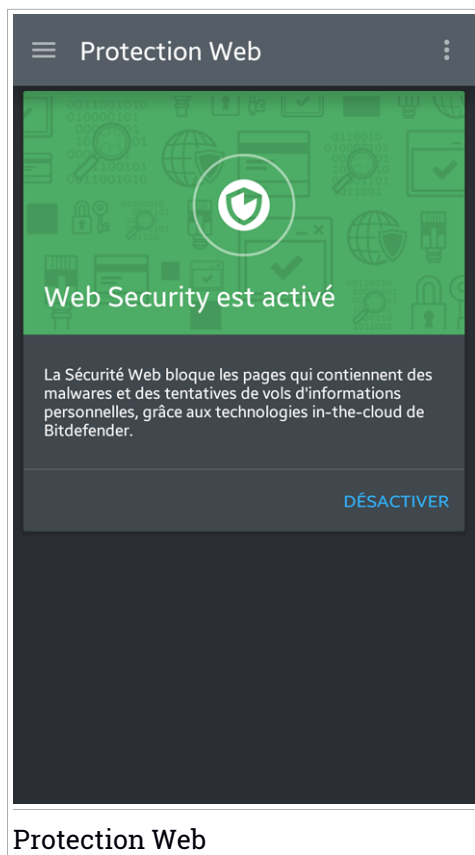 Protection Web
Web Security est activé
La Sécurité Web bloque les pages qui contiennent des
malwares et des tentatives de vols d'informations
personnelles, grâce aux technologies in-the-cloud de
Bitdefender.
DÉSACTIVER
Protection Web